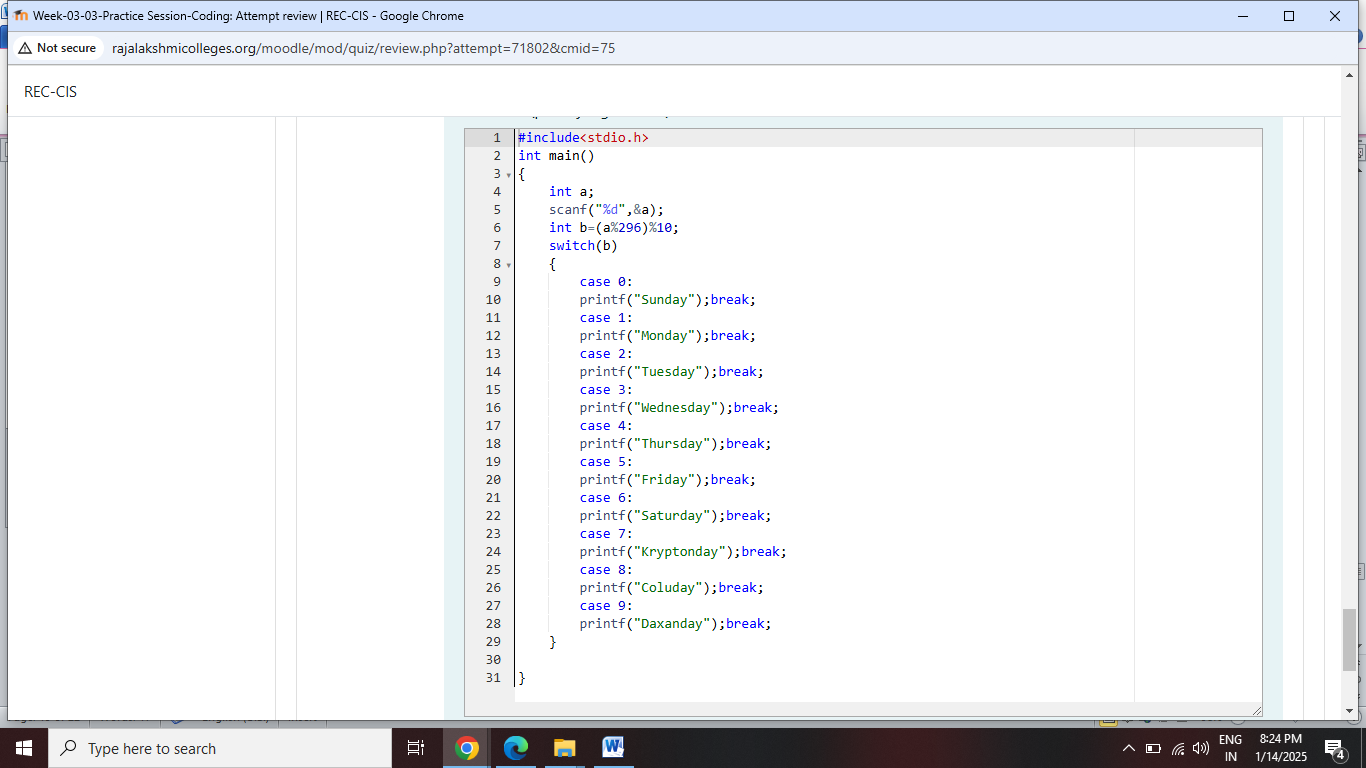 Week-03-03-Practice Session-Coding: Attempt review | REC-CIS - Google Chrome
Not secure rajalakshmicolleges.org/moodle/mod/quiz/review.php?attempt=71802&cmid=75
REC-CIS
1 #include<stdio.h>
2 int main()
3 {
4 int a;
5 scanf("%d",&a);
6 int b=(a%296)%10;
7 switch(b)
8 {
9 case 0:
10 printf("Sunday");break;
11 case 1:
12 printf("Monday");break;
13 case 2:
14 printf("Tuesday");break;
15 case 3:
16 printf("Wednesday");break;
17 case 4:
18 printf("Thursday");break;
19 case 5:
20 printf("Friday");break;
21 case 6:
22 printf("Saturday");break;
23 case 7:
24 printf("Kryptonday");break;
25 case 8:
26 printf("Coluday");break;
27 case 9:
28 printf("Daxanday");break;
29 }
30
31 }
Type here to search
ENG
IN
8:24 PM
1/14/2025
4